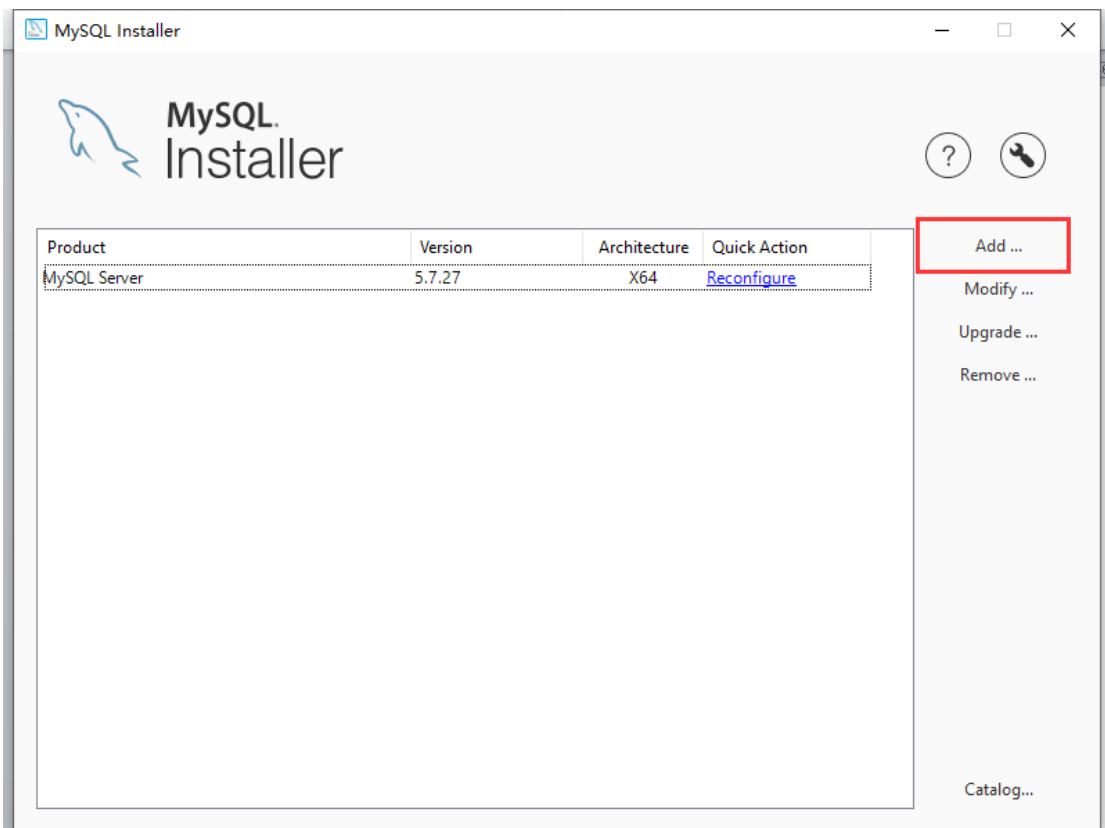 MySQL Installer
MySQL.
Installer
?
Product Version Architecture Quick Action
MySQL Server 5.7.27 X64 Reconfigure
Add ...
Modify ...
Upgrade ...
Remove ...
Catalog...